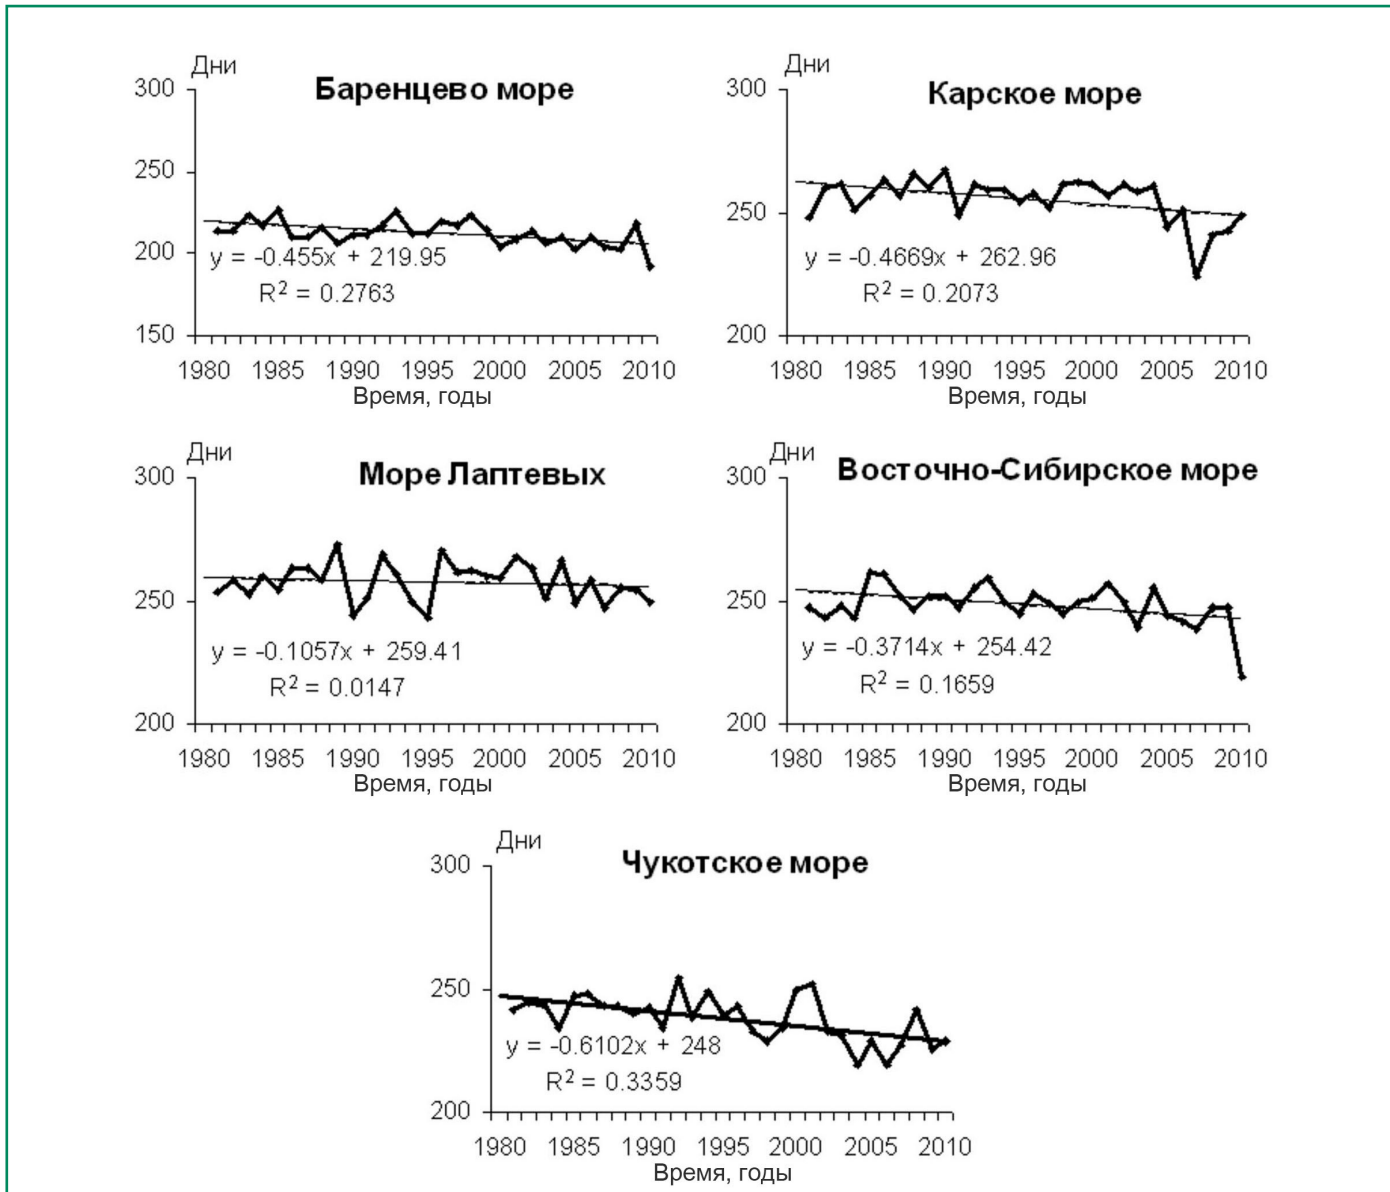 Дни
Баренцево море
300
250
200
150
y = -0.455x + 219.95
R² = 0.2763
1980 1985 1990 1995 2000 2005 2010
Время, годы
Дни
Карское море
300
250
200
y = -0.4669x + 262.96
R² = 0.2073
1980 1985 1990 1995 2000 2005 2010
Время, годы
Дни
Море Лаптевых
300
250
200
y = -0.1057x + 259.41
R² = 0.0147
1980 1985 1990 1995 2000 2005 2010
Время, годы
Дни
Восточно-Сибирское море
300
250
200
y = -0.3714x + 254.42
R² = 0.1659
1980 1985 1990 1995 2000 2005 2010
Время, годы
Дни
Чукотское море
300
250
200
y = -0.6102x + 248
R² = 0.3359
1980 1985 1990 1995 2000 2005 2010
Время, годы